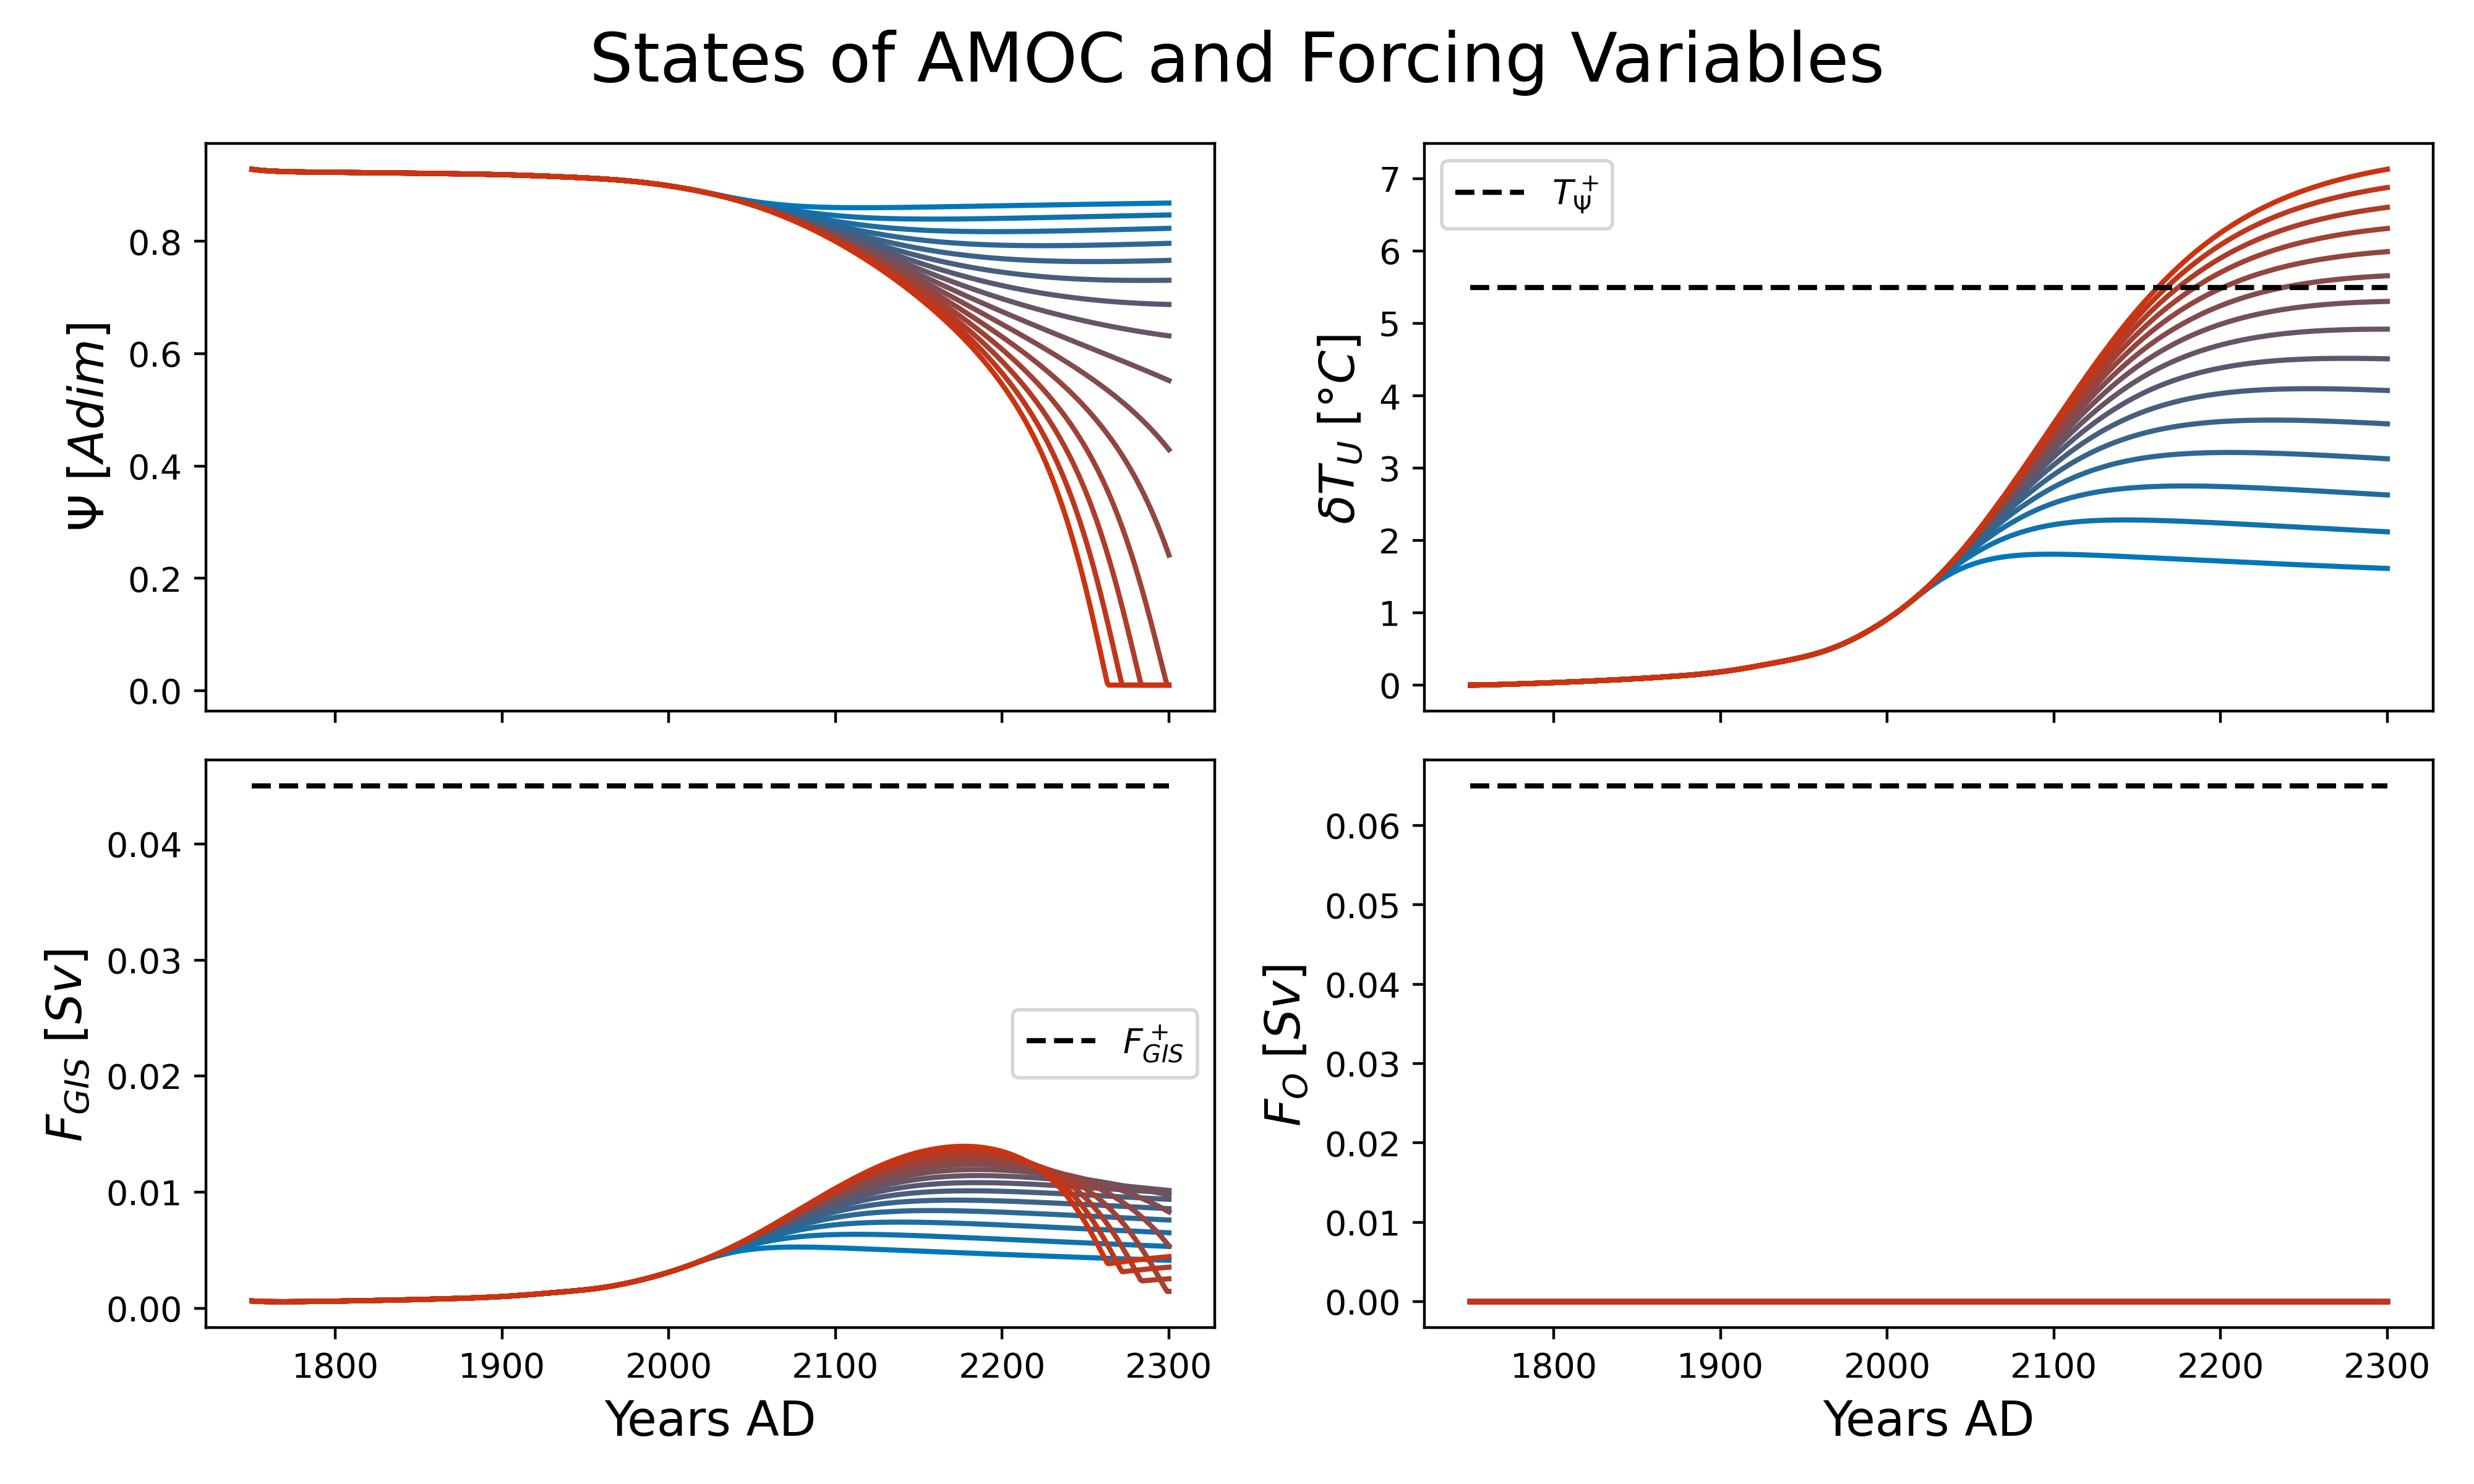 States of AMOC and Forcing Variables
Ψ [Adim]
0.8
0.6
0.4
0.2
0.0
δT_U [°C]
7
6
5
4
3
2
1
0
T_Ψ^+
F_GIS [Sv]
0.04
0.03
0.02
0.01
0.00
F_GIS^+
1800 1900 2000 2100 2200 2300
Years AD
F_O [Sv]
0.06
0.05
0.04
0.03
0.02
0.01
0.00
1800 1900 2000 2100 2200 2300
Years AD